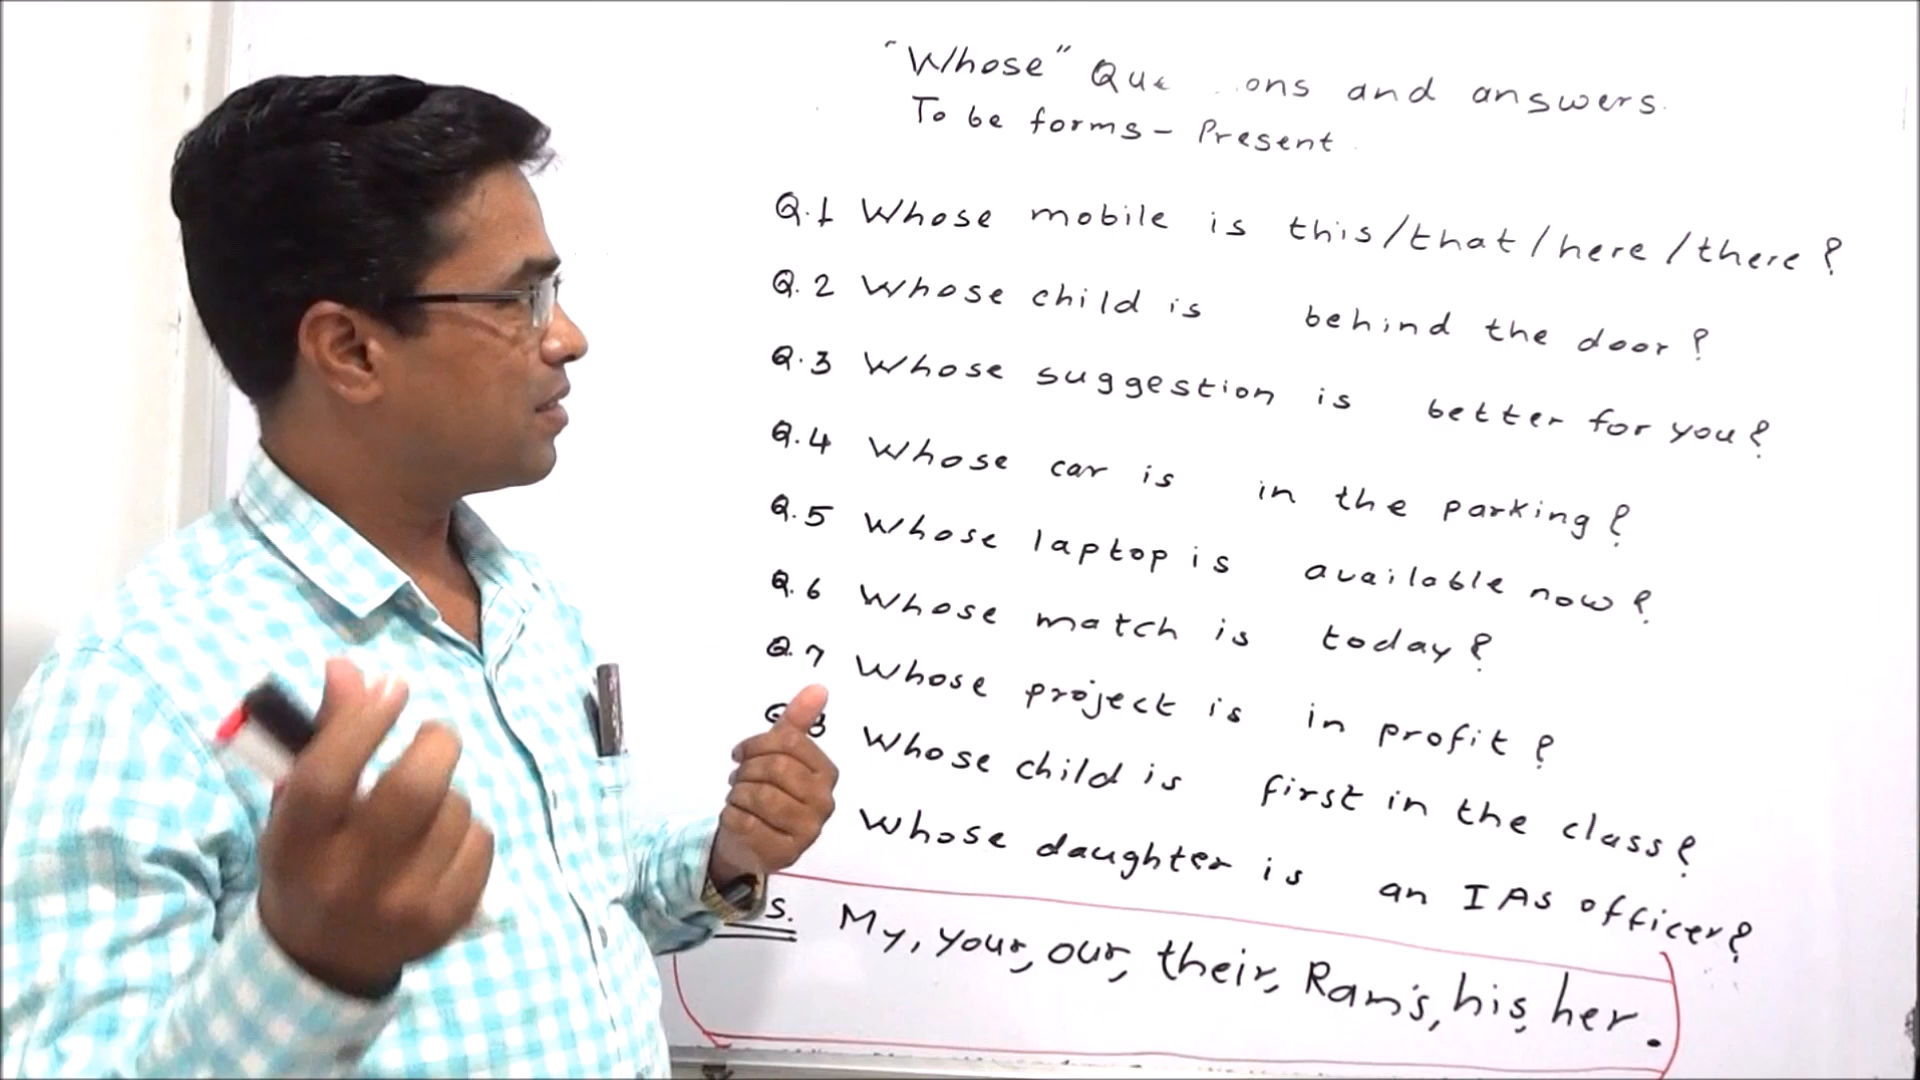 "Whose" Que ons and answers.
To be forms - Present
Q.1 Whose mobile is this/that/here/there?
Q.2 Whose child is behind the door?
Q.3 Whose suggestion is better for you?
Q.4 Whose car is in the parking?
Q.5 Whose laptop is available now?
Q.6 Whose match is today?
Q.7 Whose project is in profit?
Q 8 Whose child is first in the class?
Whose daughter is an IAS officer?
s. My, your, our, their, Ram's, his, her.